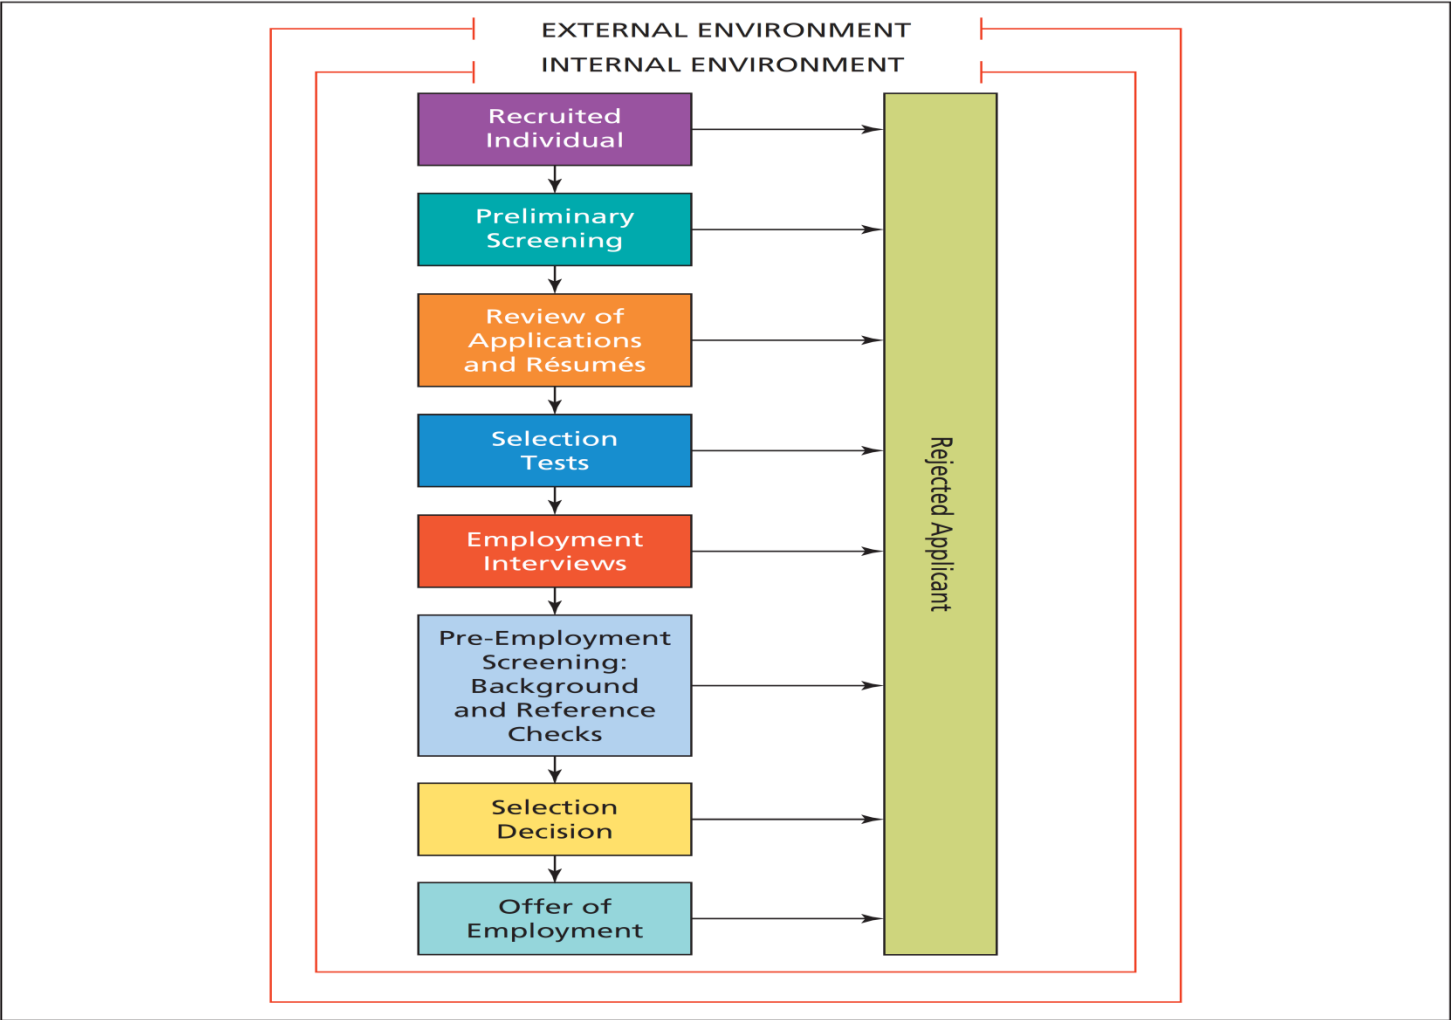 EXTERNAL ENVIRONMENT
INTERNAL ENVIRONMENT
Recruited
Individual
Preliminary
Screening
Review of
Applications
and Résumés
Selection
Tests
Employment
Interviews
Pre-Employment
Screening:
Background
and Reference
Checks
Selection
Decision
Offer of
Employment
Rejected Applicant